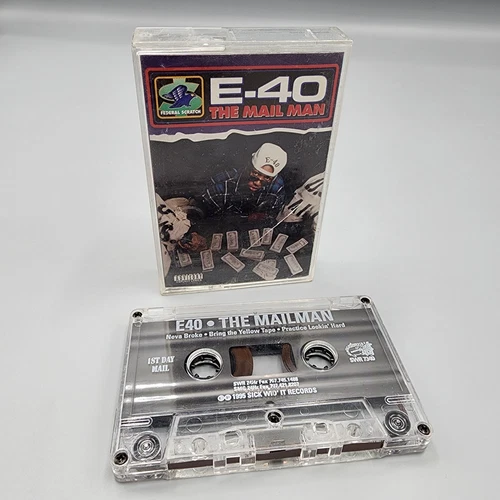 FEDERAL SCRATCH
E-40
THE MAIL MAN
E-40
E40 • THE MAILMAN
Neva Broke • Bring the Yellow Tape • Practice Lookin' Hard
1ST DAY
MAIL
1995 SICK WID' IT RECORDS